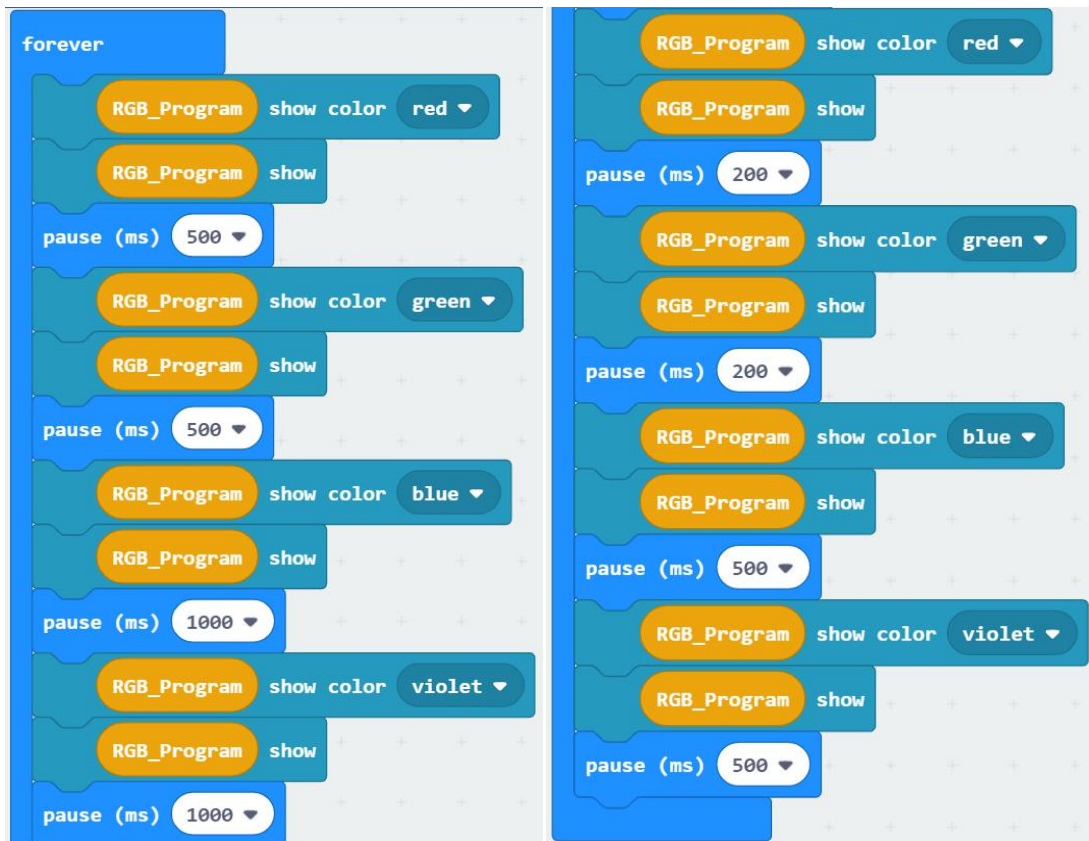 forever
RGB_Program show color red
RGB_Program show
pause (ms) 500
RGB_Program show color green
RGB_Program show
pause (ms) 500
RGB_Program show color blue
RGB_Program show
pause (ms) 1000
RGB_Program show color violet
RGB_Program show
pause (ms) 1000
RGB_Program show color red
RGB_Program show
pause (ms) 200
RGB_Program show color green
RGB_Program show
pause (ms) 200
RGB_Program show color blue
RGB_Program show
pause (ms) 500
RGB_Program show color violet
RGB_Program show
pause (ms) 500